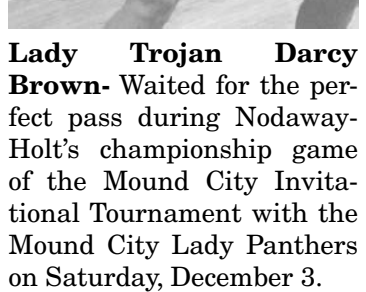 Lady Trojan Darcy
Brown- Waited for the per-
fect pass during Nodaway-
Holt's championship game
of the Mound City Invita-
tional Tournament with the
Mound City Lady Panthers
on Saturday, December 3.